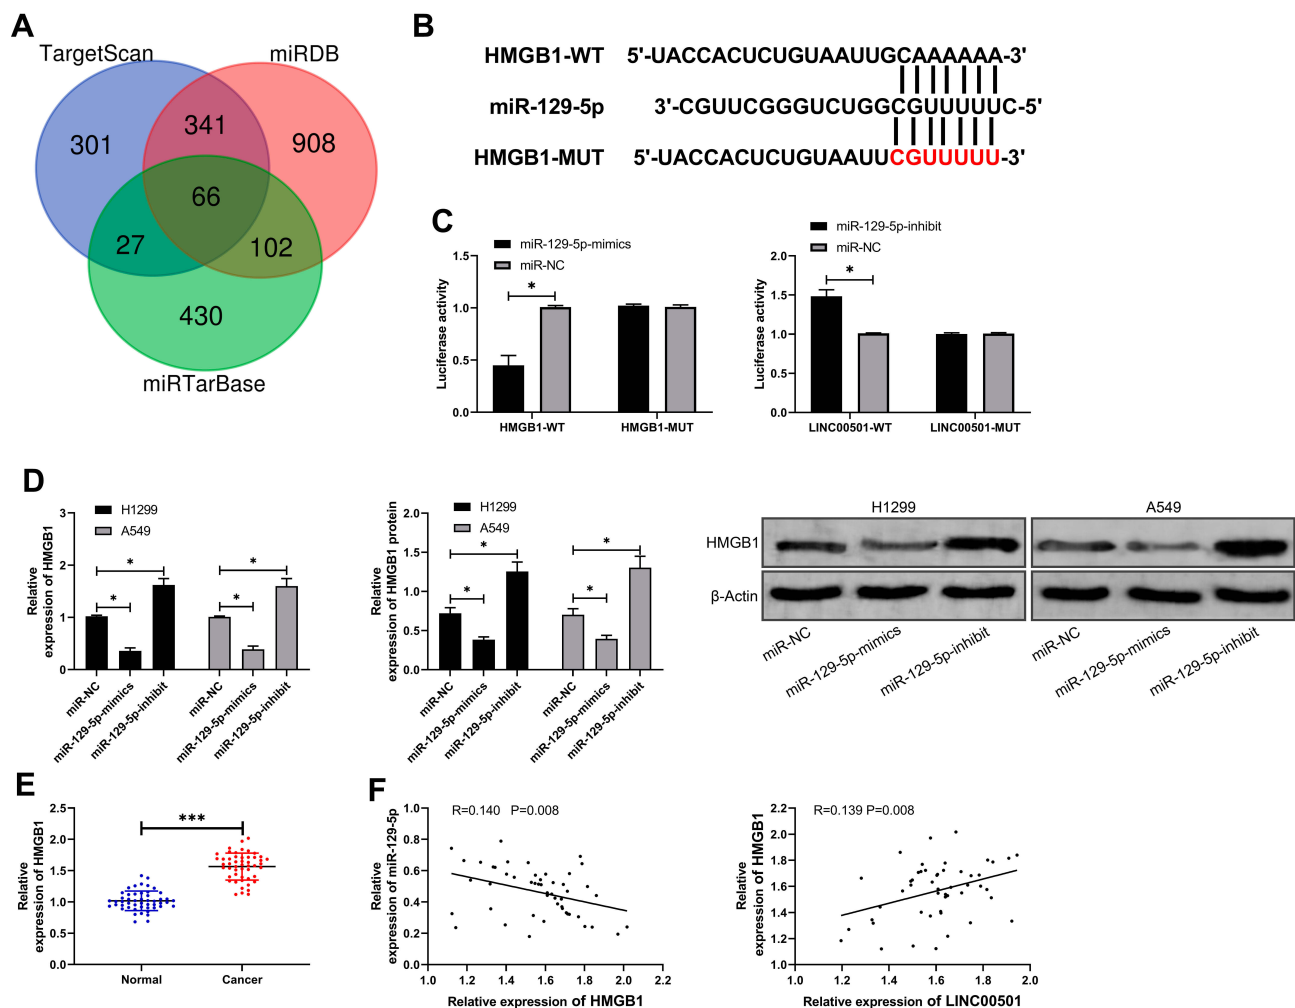 A
TargetScan
miRDB
301
341
908
66
27
102
430
miRTarBase
B
HMGB1-WT 5'-UACCACUCUGUAAUUGCAAAAAA-3'
miR-129-5p 3'-CGUUCGGGUCUGGCGUUUUUC-5'
HMGB1-MUT 5'-UACCACUCUGUAAUUCGUUUUU-3'
C
miR-129-5p-mimics
miR-NC
*
Luciferase activity
1.5
1.0
0.5
0.0
HMGB1-WT
HMGB1-MUT
miR-129-5p-inhibit
miR-NC
*
Luciferase activity
2.0
1.5
1.0
0.5
0.0
LINC00501-WT
LINC00501-MUT
D
H1299
A549
Relative
expression of HMGB1
3
2
1
0
*
*
*
*
miR-NC
miR-129-5p-mimics
miR-129-5p-inhibit
miR-NC
miR-129-5p-mimics
miR-129-5p-inhibit
H1299
A549
Relative
expression of HMGB1 protein
2.0
1.5
1.0
0.5
0.0
*
*
*
*
miR-NC
miR-129-5p-mimics
miR-129-5p-inhibit
miR-NC
miR-129-5p-mimics
miR-129-5p-inhibit
H1299
A549
HMGB1
β-Actin
miR-NC
miR-129-5p-mimics
miR-129-5p-inhibit
miR-NC
miR-129-5p-mimics
miR-129-5p-inhibit
E
Relative
expression of HMGB1
2.5
2.0
1.5
1.0
0.5
0.0
***
Normal
Cancer
F
R=0.140 P=0.008
Relative
expression of miR-129-5p
1.0
0.8
0.6
0.4
0.2
0.0
1.0 1.2 1.4 1.6 1.8 2.0 2.2
Relative expression of HMGB1
R=0.139 P=0.008
Relative
expression of HMGB1
2.2
2.0
1.8
1.6
1.4
1.2
1.0
1.0 1.2 1.4 1.6 1.8 2.0
Relative expression of LINC00501